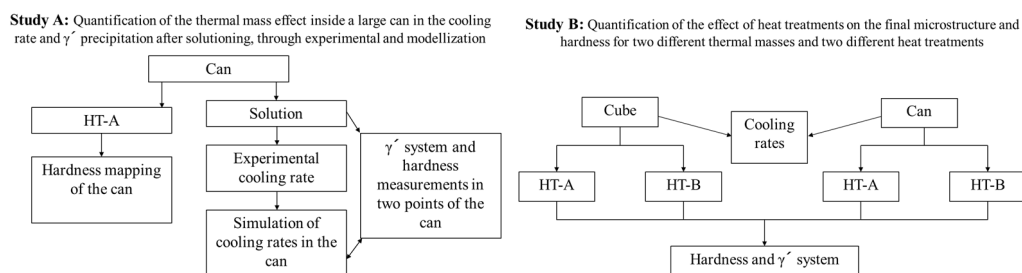 Study A: Quantification of the thermal mass effect inside a large can in the cooling
rate and γ´ precipitation after solutioning, through experimental and modellization
Can
HT-A
Hardness mapping
of the can
Solution
Experimental
cooling rate
Simulation of
cooling rates in the
can
γ´ system and
hardness
measurements in
two points of the
can
Study B: Quantification of the effect of heat treatments on the final microstructure and
hardness for two different thermal masses and two different heat treatments
Cube
Cooling
rates
Can
HT-A
HT-B
HT-A
HT-B
Hardness and γ´ system